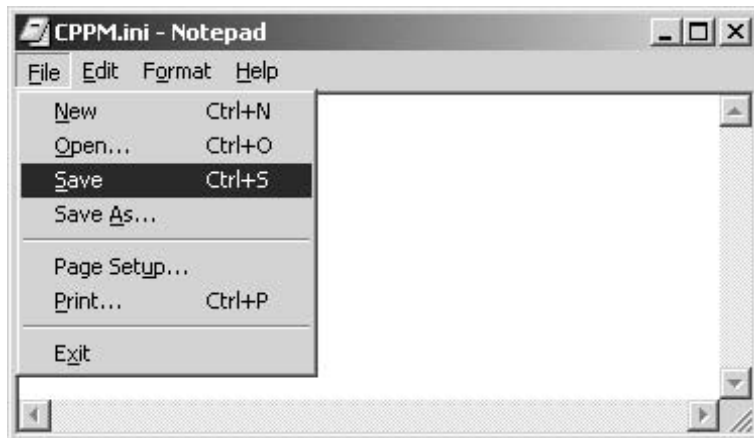 CPPM.ini - Notepad
File Edit Format Help
New Ctrl+N
Open... Ctrl+O
Save Ctrl+S
Save As...
Page Setup...
Print... Ctrl+P
Exit